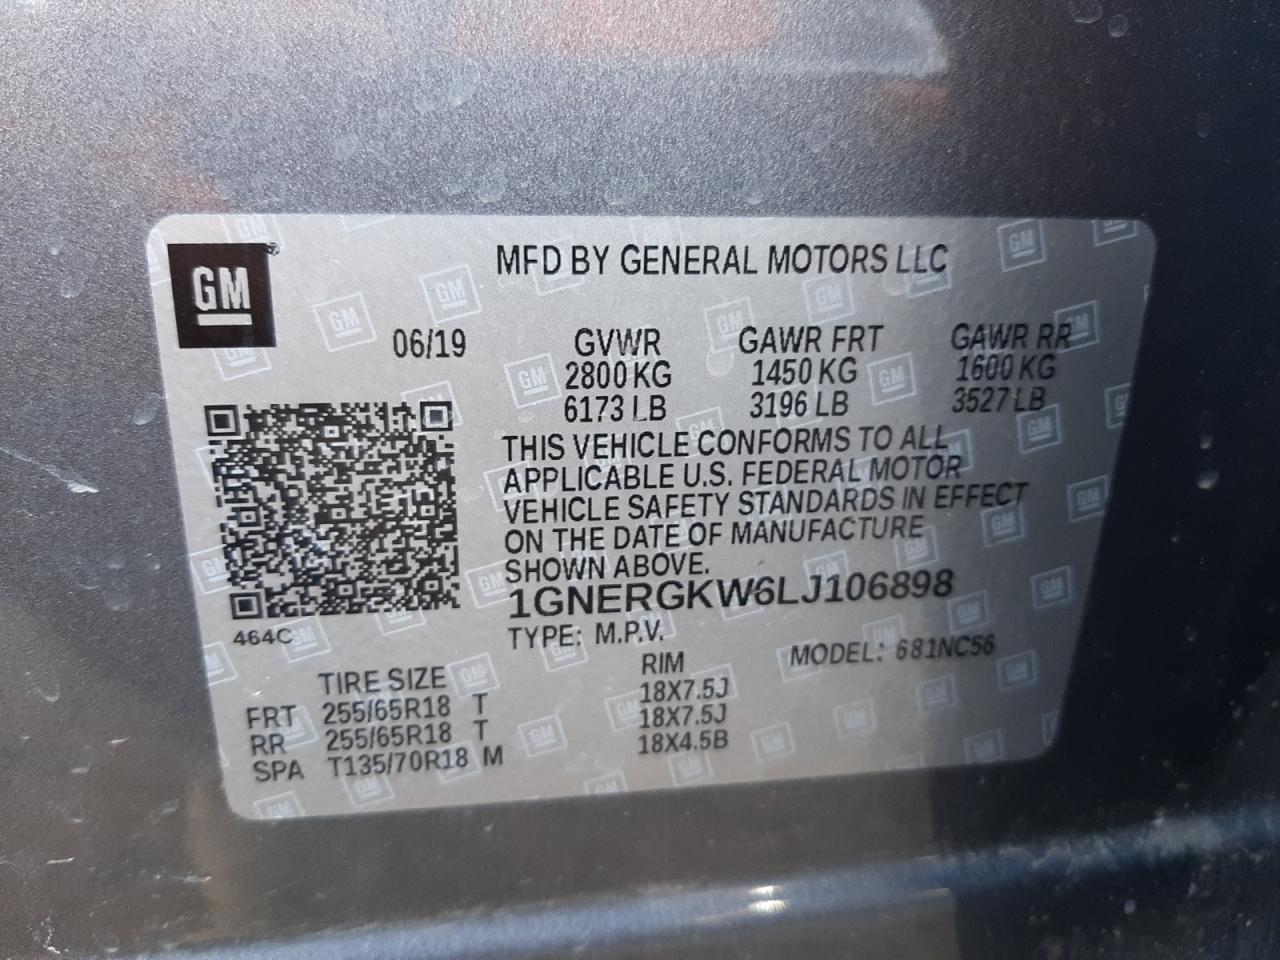 GM
MFD BY GENERAL MOTORS LLC
06/19 GVWR GAWR FRT GAWR RR
2800 KG 1450 KG 1600 KG
6173 LB 3196 LB 3527 LB
THIS VEHICLE CONFORMS TO ALL
APPLICABLE U.S. FEDERAL MOTOR
VEHICLE SAFETY STANDARDS IN EFFECT
ON THE DATE OF MANUFACTURE
SHOWN ABOVE.
1GNERGKW6LJ106898
464C
TYPE: M.P.V. MODEL: 681NC56
TIRE SIZE RIM
FRT 255/65R18 T 18X7.5J
RR 255/65R18 T 18X7.5J
SPA T135/70R18 M 18X4.5B